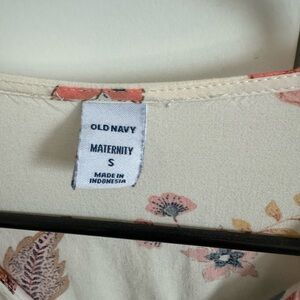 OLD NAVY
MATERNITY
S
MADE IN
INDONESIA